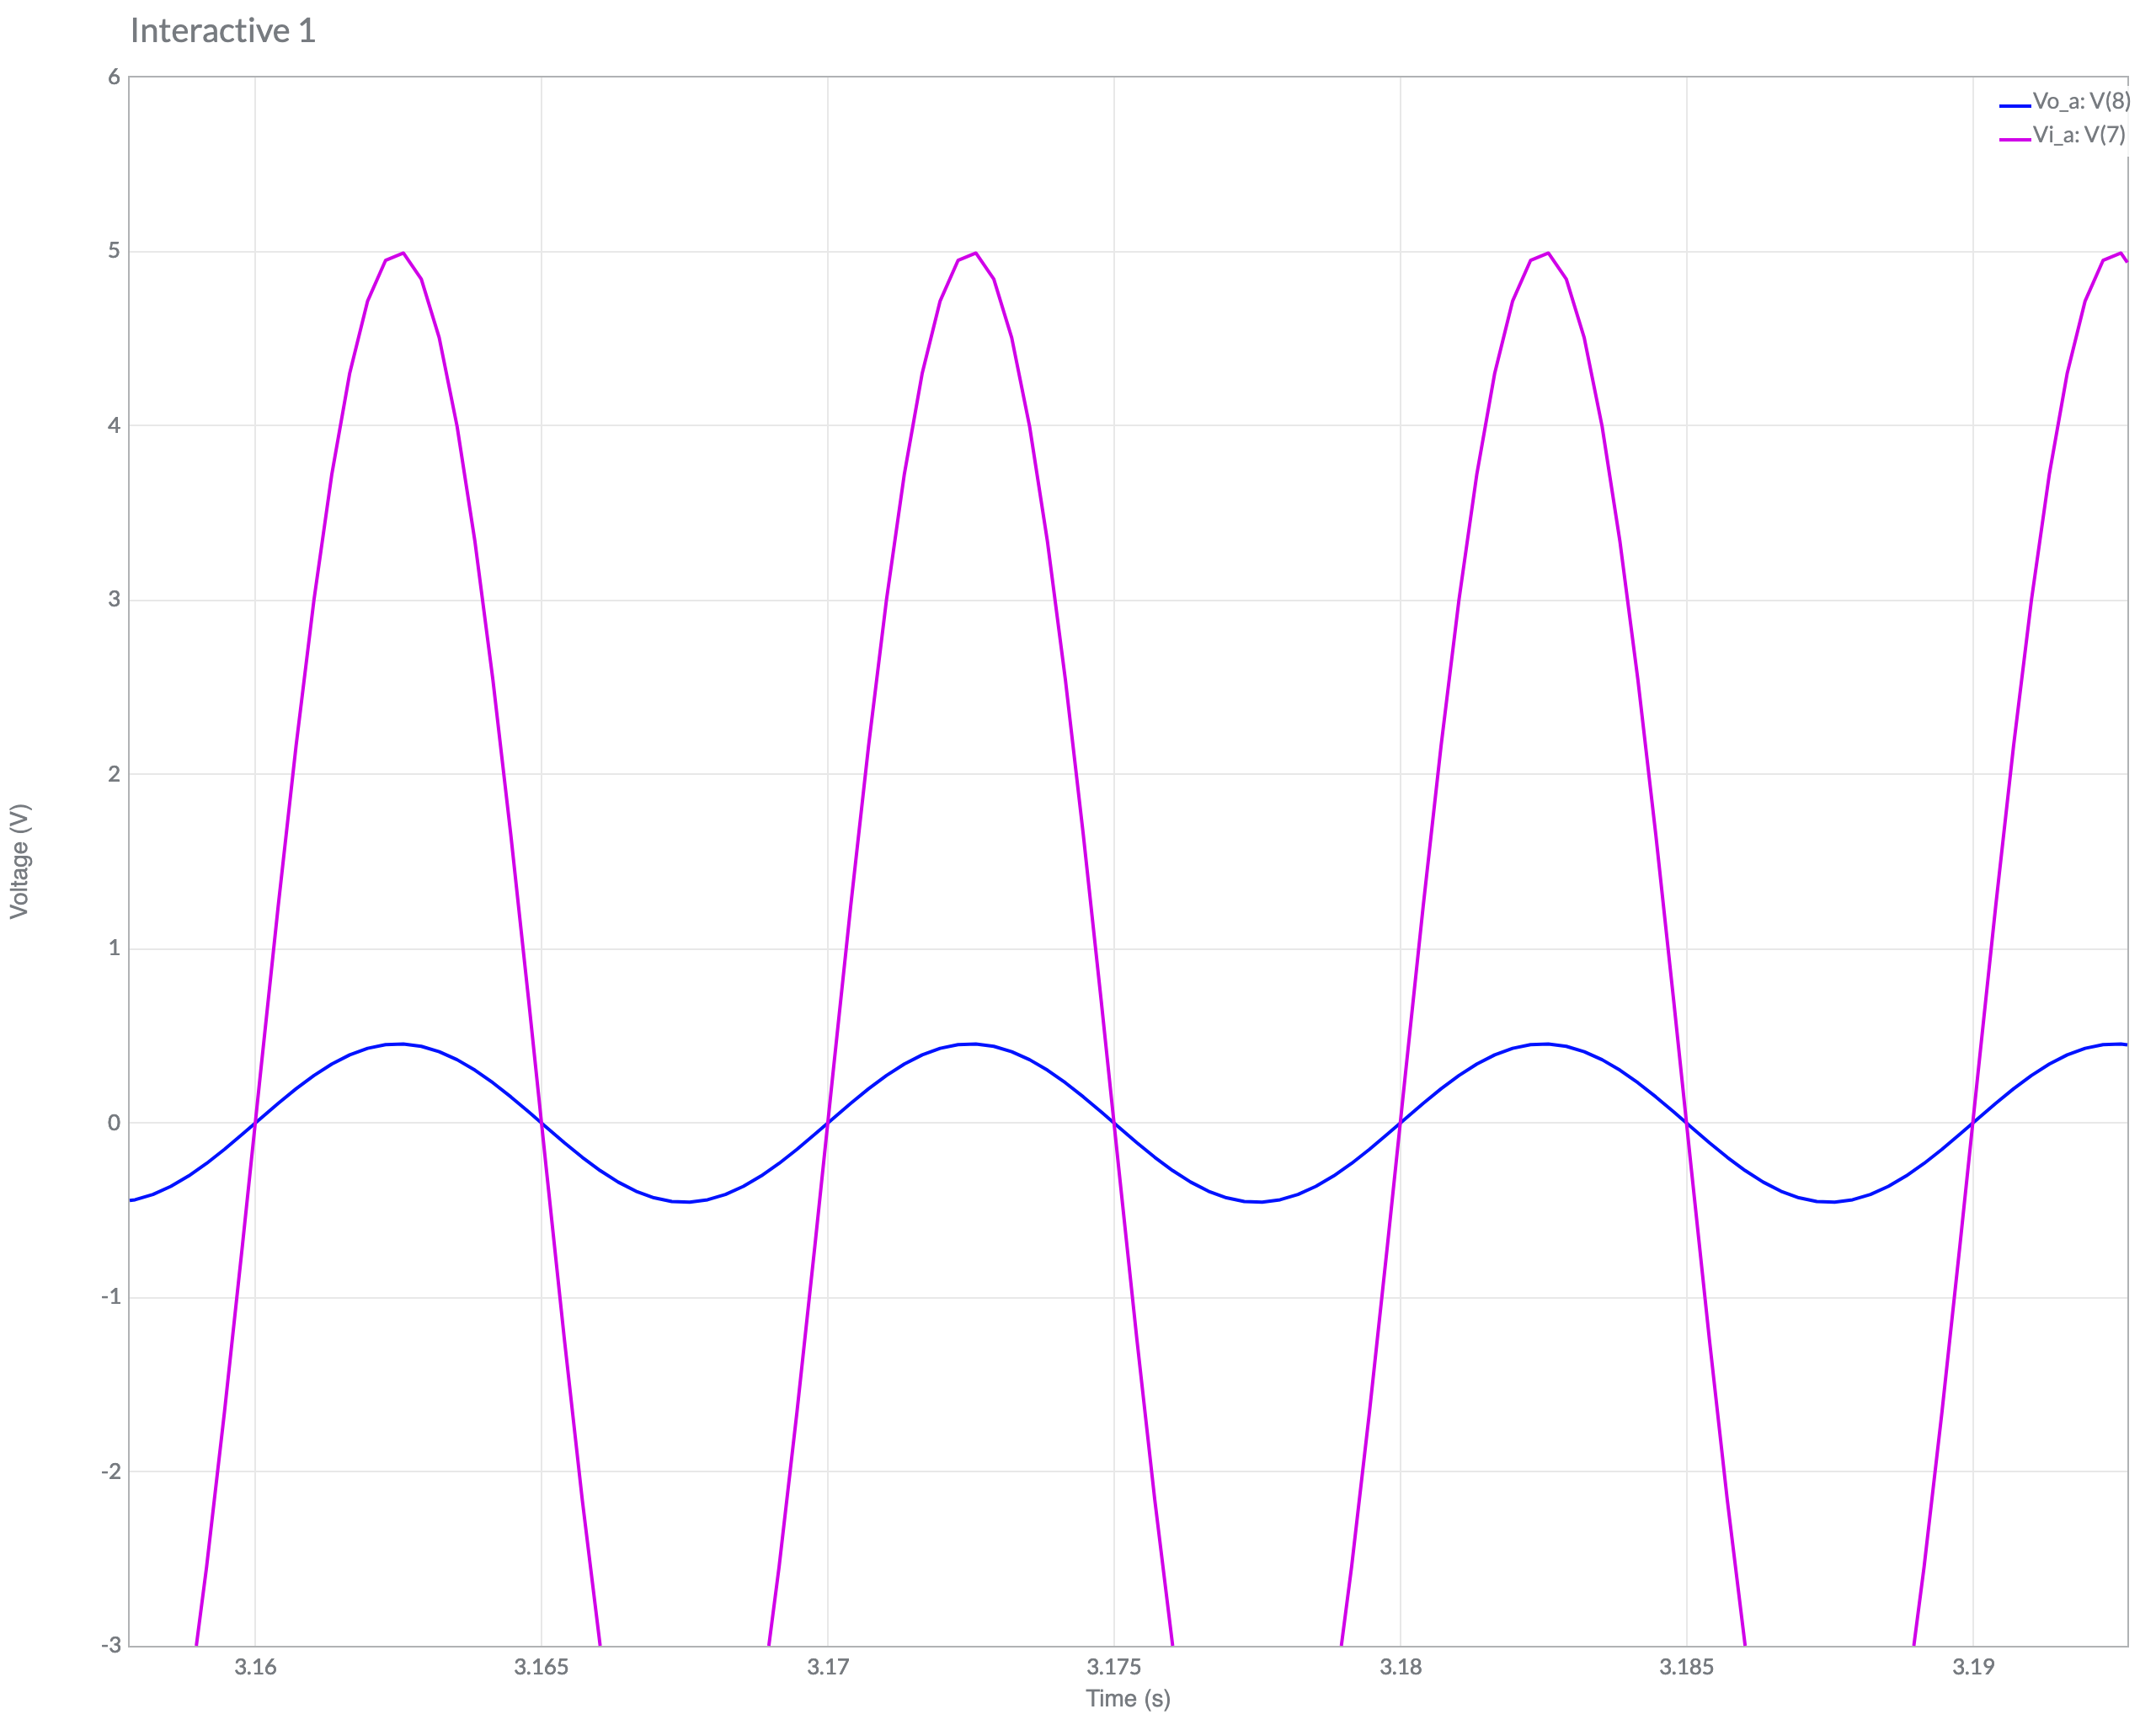 Interactive 1
6
5
4
3
2
1
0
-1
-2
-3
Voltage (V)
Vo_a: V(8)
Vi_a: V(7)
3.16 3.165 3.17 3.175 3.18 3.185 3.19
Time (s)